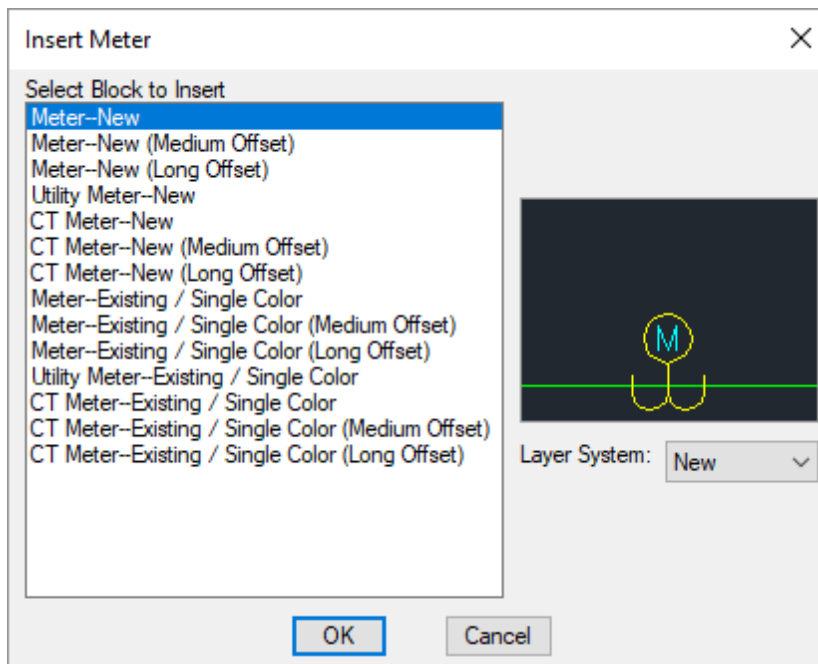 Insert Meter
Select Block to Insert
Meter--New
Meter--New (Medium Offset)
Meter--New (Long Offset)
Utility Meter--New
CT Meter--New
CT Meter--New (Medium Offset)
CT Meter--New (Long Offset)
Meter--Existing / Single Color
Meter--Existing / Single Color (Medium Offset)
Meter--Existing / Single Color (Long Offset)
Utility Meter--Existing / Single Color
CT Meter--Existing / Single Color
CT Meter--Existing / Single Color (Medium Offset)
CT Meter--Existing / Single Color (Long Offset)
M
Layer System: New
OK Cancel